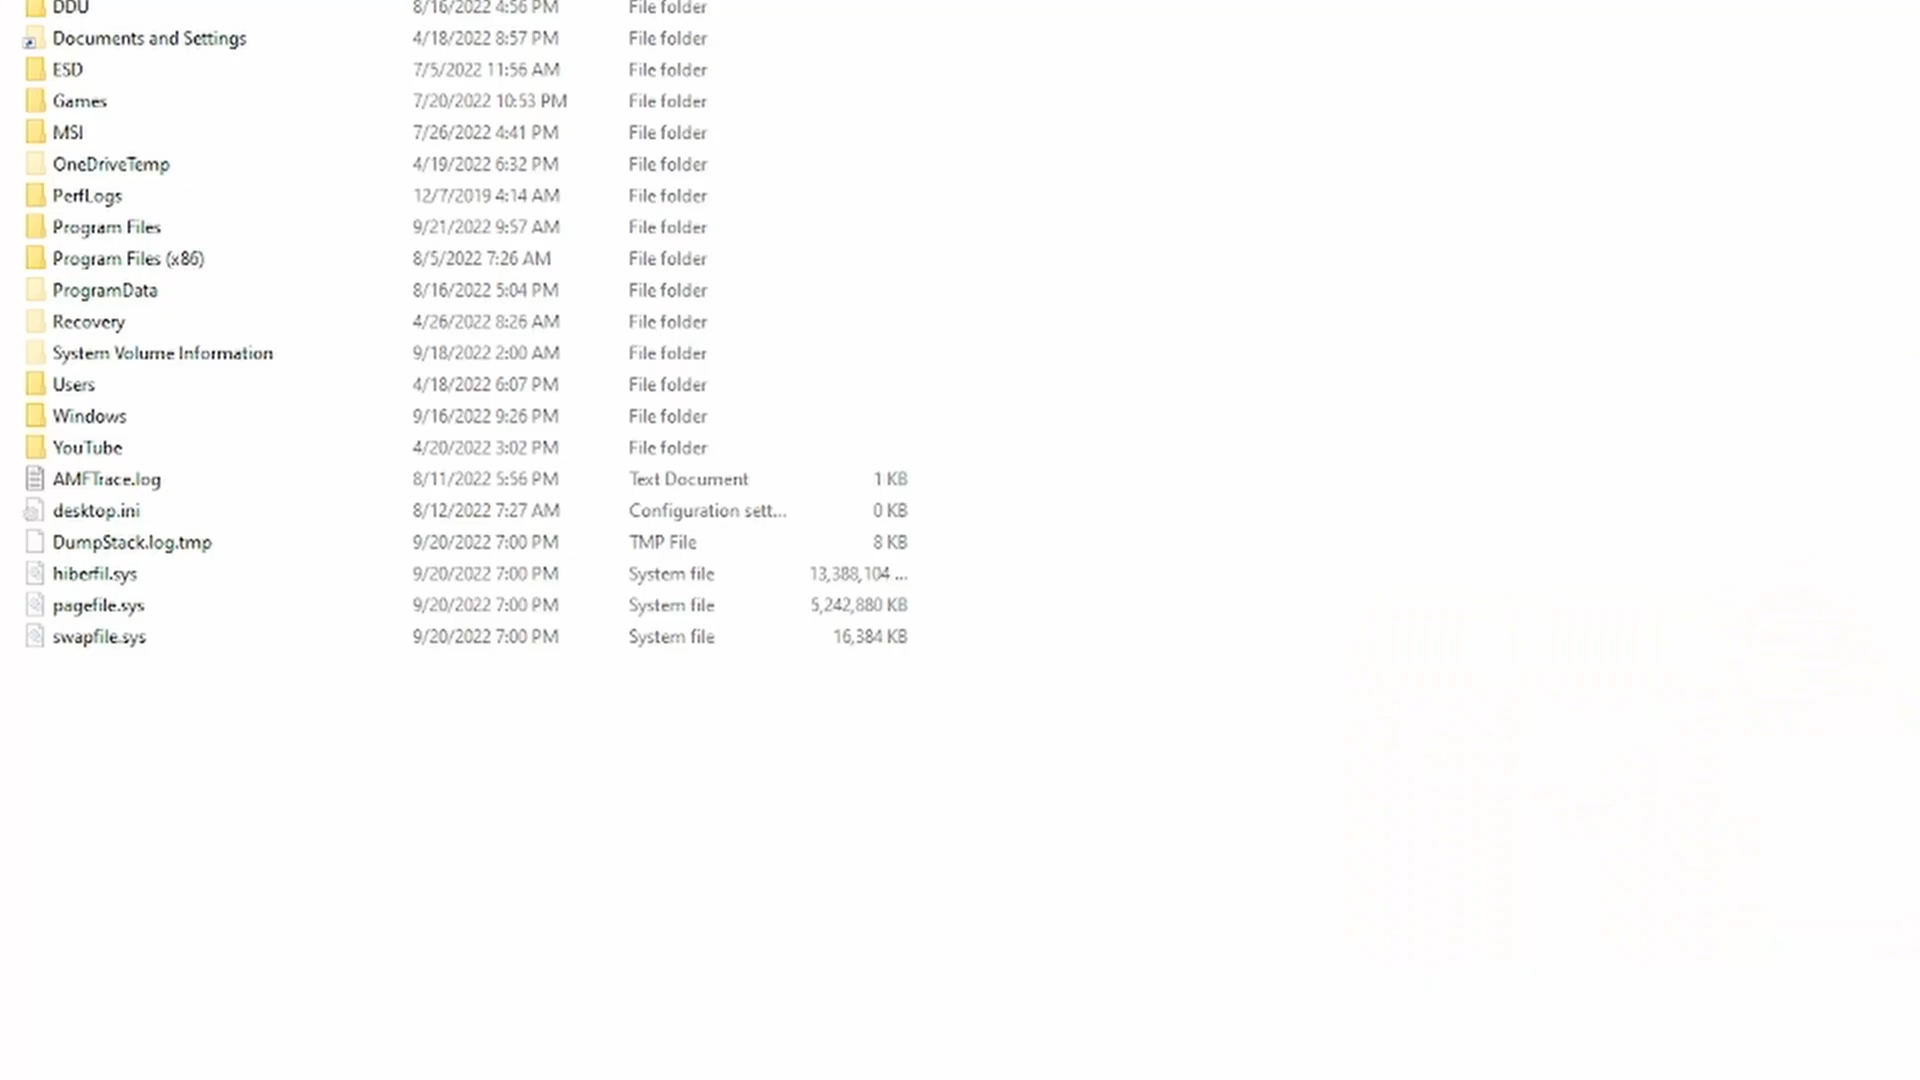 DDU 8/16/2022 4:56 PM File folder
Documents and Settings 4/18/2022 8:57 PM File folder
ESD 7/5/2022 11:56 AM File folder
Games 7/20/2022 10:53 PM File folder
MSI 7/26/2022 4:41 PM File folder
OneDriveTemp 4/19/2022 6:32 PM File folder
PerfLogs 12/7/2019 4:14 AM File folder
Program Files 9/21/2022 9:57 AM File folder
Program Files (x86) 8/5/2022 7:26 AM File folder
ProgramData 8/16/2022 5:04 PM File folder
Recovery 4/26/2022 8:26 AM File folder
System Volume Information 9/18/2022 2:00 AM File folder
Users 4/18/2022 6:07 PM File folder
Windows 9/16/2022 9:26 PM File folder
YouTube 4/20/2022 3:02 PM File folder
AMFTrace.log 8/11/2022 5:56 PM Text Document 1 KB
desktop.ini 8/12/2022 7:27 AM Configuration sett... 0 KB
DumpStack.log.tmp 9/20/2022 7:00 PM TMP File 8 KB
hiberfil.sys 9/20/2022 7:00 PM System file 13,388,104 ...
pagefile.sys 9/20/2022 7:00 PM System file 5,242,880 KB
swapfile.sys 9/20/2022 7:00 PM System file 16,384 KB